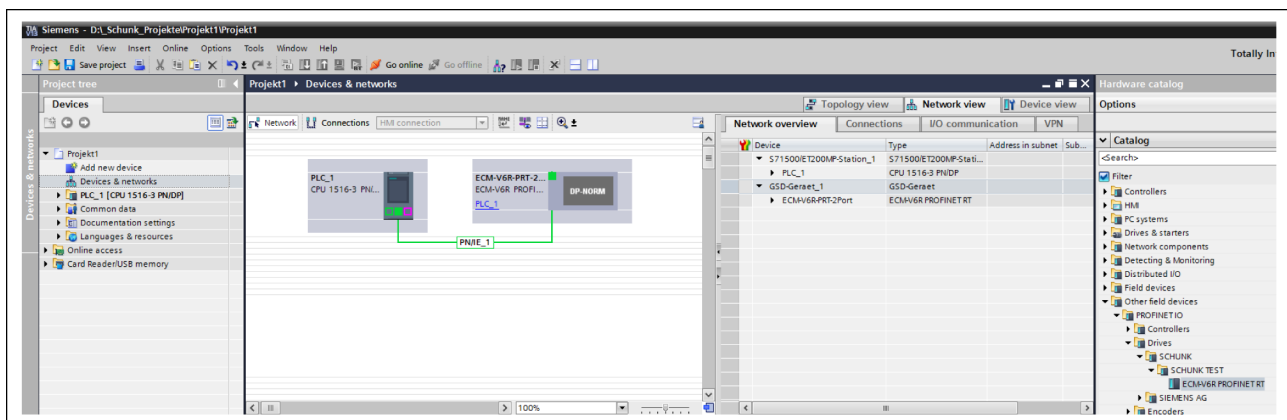 Siemens - D:\_Schunk_Projekte\Projekt1\Projekt1
Project Edit View Insert Online Options Tools Window Help
Totally In
Save project Go online Go offline
Project tree
Projekt1 ▸ Devices & networks
Hardware catalog
Devices
Topology view Network view Device view
Options
Network Connections HMI connection
Network overview Connections I/O communication VPN
Devices & networks
Projekt1
Add new device
Devices & networks
PLC_1 [CPU 1516-3 PN/DP]
Common data
Documentation settings
Languages & resources
Online access
Card Reader/USB memory
PLC_1
CPU 1516-3 PN/...
ECM-V6R-PRT-2...
ECM-V6R PROFI...
PLC_1
DP-NORM
PN/IE_1
100%
Device Type Address in subnet Sub...
S71500/ET200MP-Station_1 S71500/ET200MP-Stati...
PLC_1 CPU 1516-3 PN/DP
GSD-Geraet_1 GSD-Geraet
ECM-V6R-PRT-2Port ECM-V6R PROFINET RT
Catalog
<Search>
Filter
Controllers
HMI
PC systems
Drives & starters
Network components
Detecting & Monitoring
Distributed I/O
Field devices
Other field devices
PROFINET IO
Controllers
Drives
SCHUNK
SCHUNK TEST
ECM-V6R PROFINET RT
SIEMENS AG
Encoders